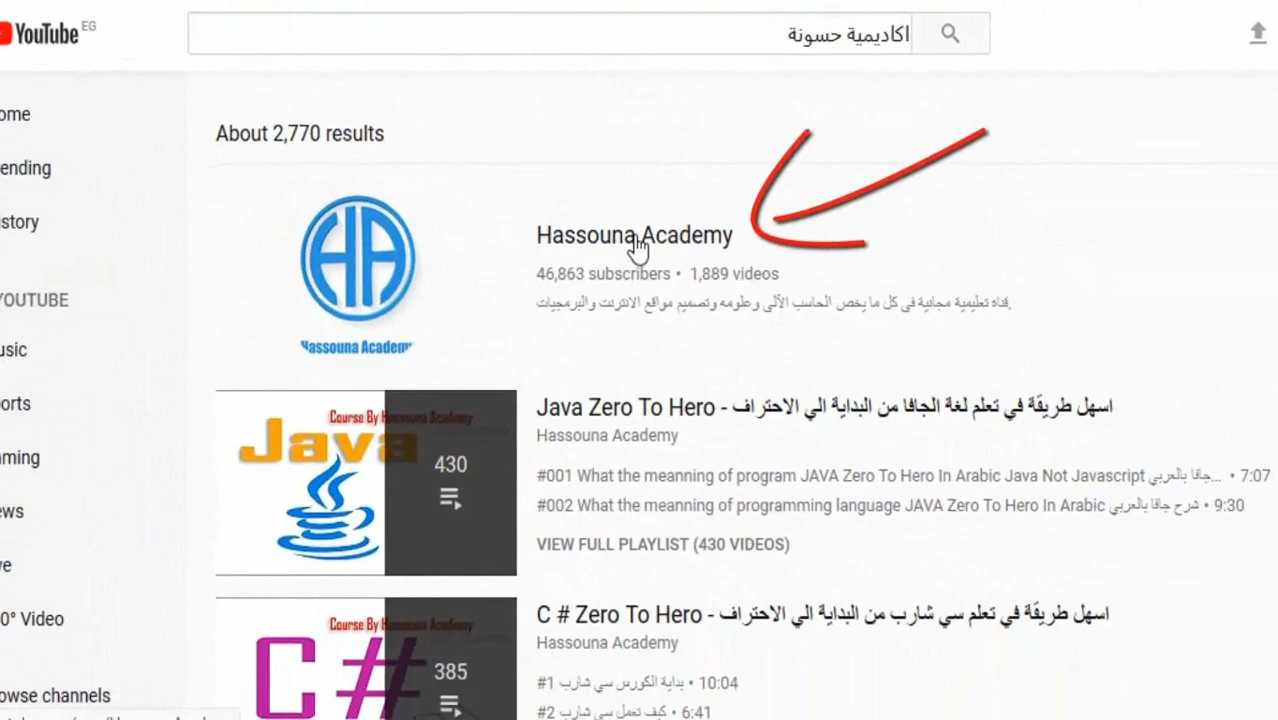 YouTube EG
اكاديمية حسونة
ome
ending
story
YOUTUBE
usic
orts
ming
ews
ve
0° Video
owse channels
About 2,770 results
HA
Hassouna Academy
Hassouna Academy
46,863 subscribers • 1,889 videos
قناه تعليمية مجانية فى كل ما يخص الحاسب الألى وعلومه وتصميم مواقع الانترنت والبرمجيات.
Course By Hassouna Academy
Java
430
Java Zero To Hero - اسهل طريقة في تعلم لغة الجافا من البداية الي الاحتراف
Hassouna Academy
#001 What the meanning of program JAVA Zero To Hero In Arabic Java Not Javascript جافا بالعربي... • 7:07
#002 What the meanning of programming language JAVA Zero To Hero In Arabic شرح جافا بالعربي • 9:30
VIEW FULL PLAYLIST (430 VIDEOS)
Course By Hassouna Academy
C#
385
C # Zero To Hero - اسهل طريقة في تعلم سي شارب من البداية الي الاحتراف
Hassouna Academy
#1 بداية الكورس سي شارب • 10:04
#2 كيف تعمل سي شارب • 6:41